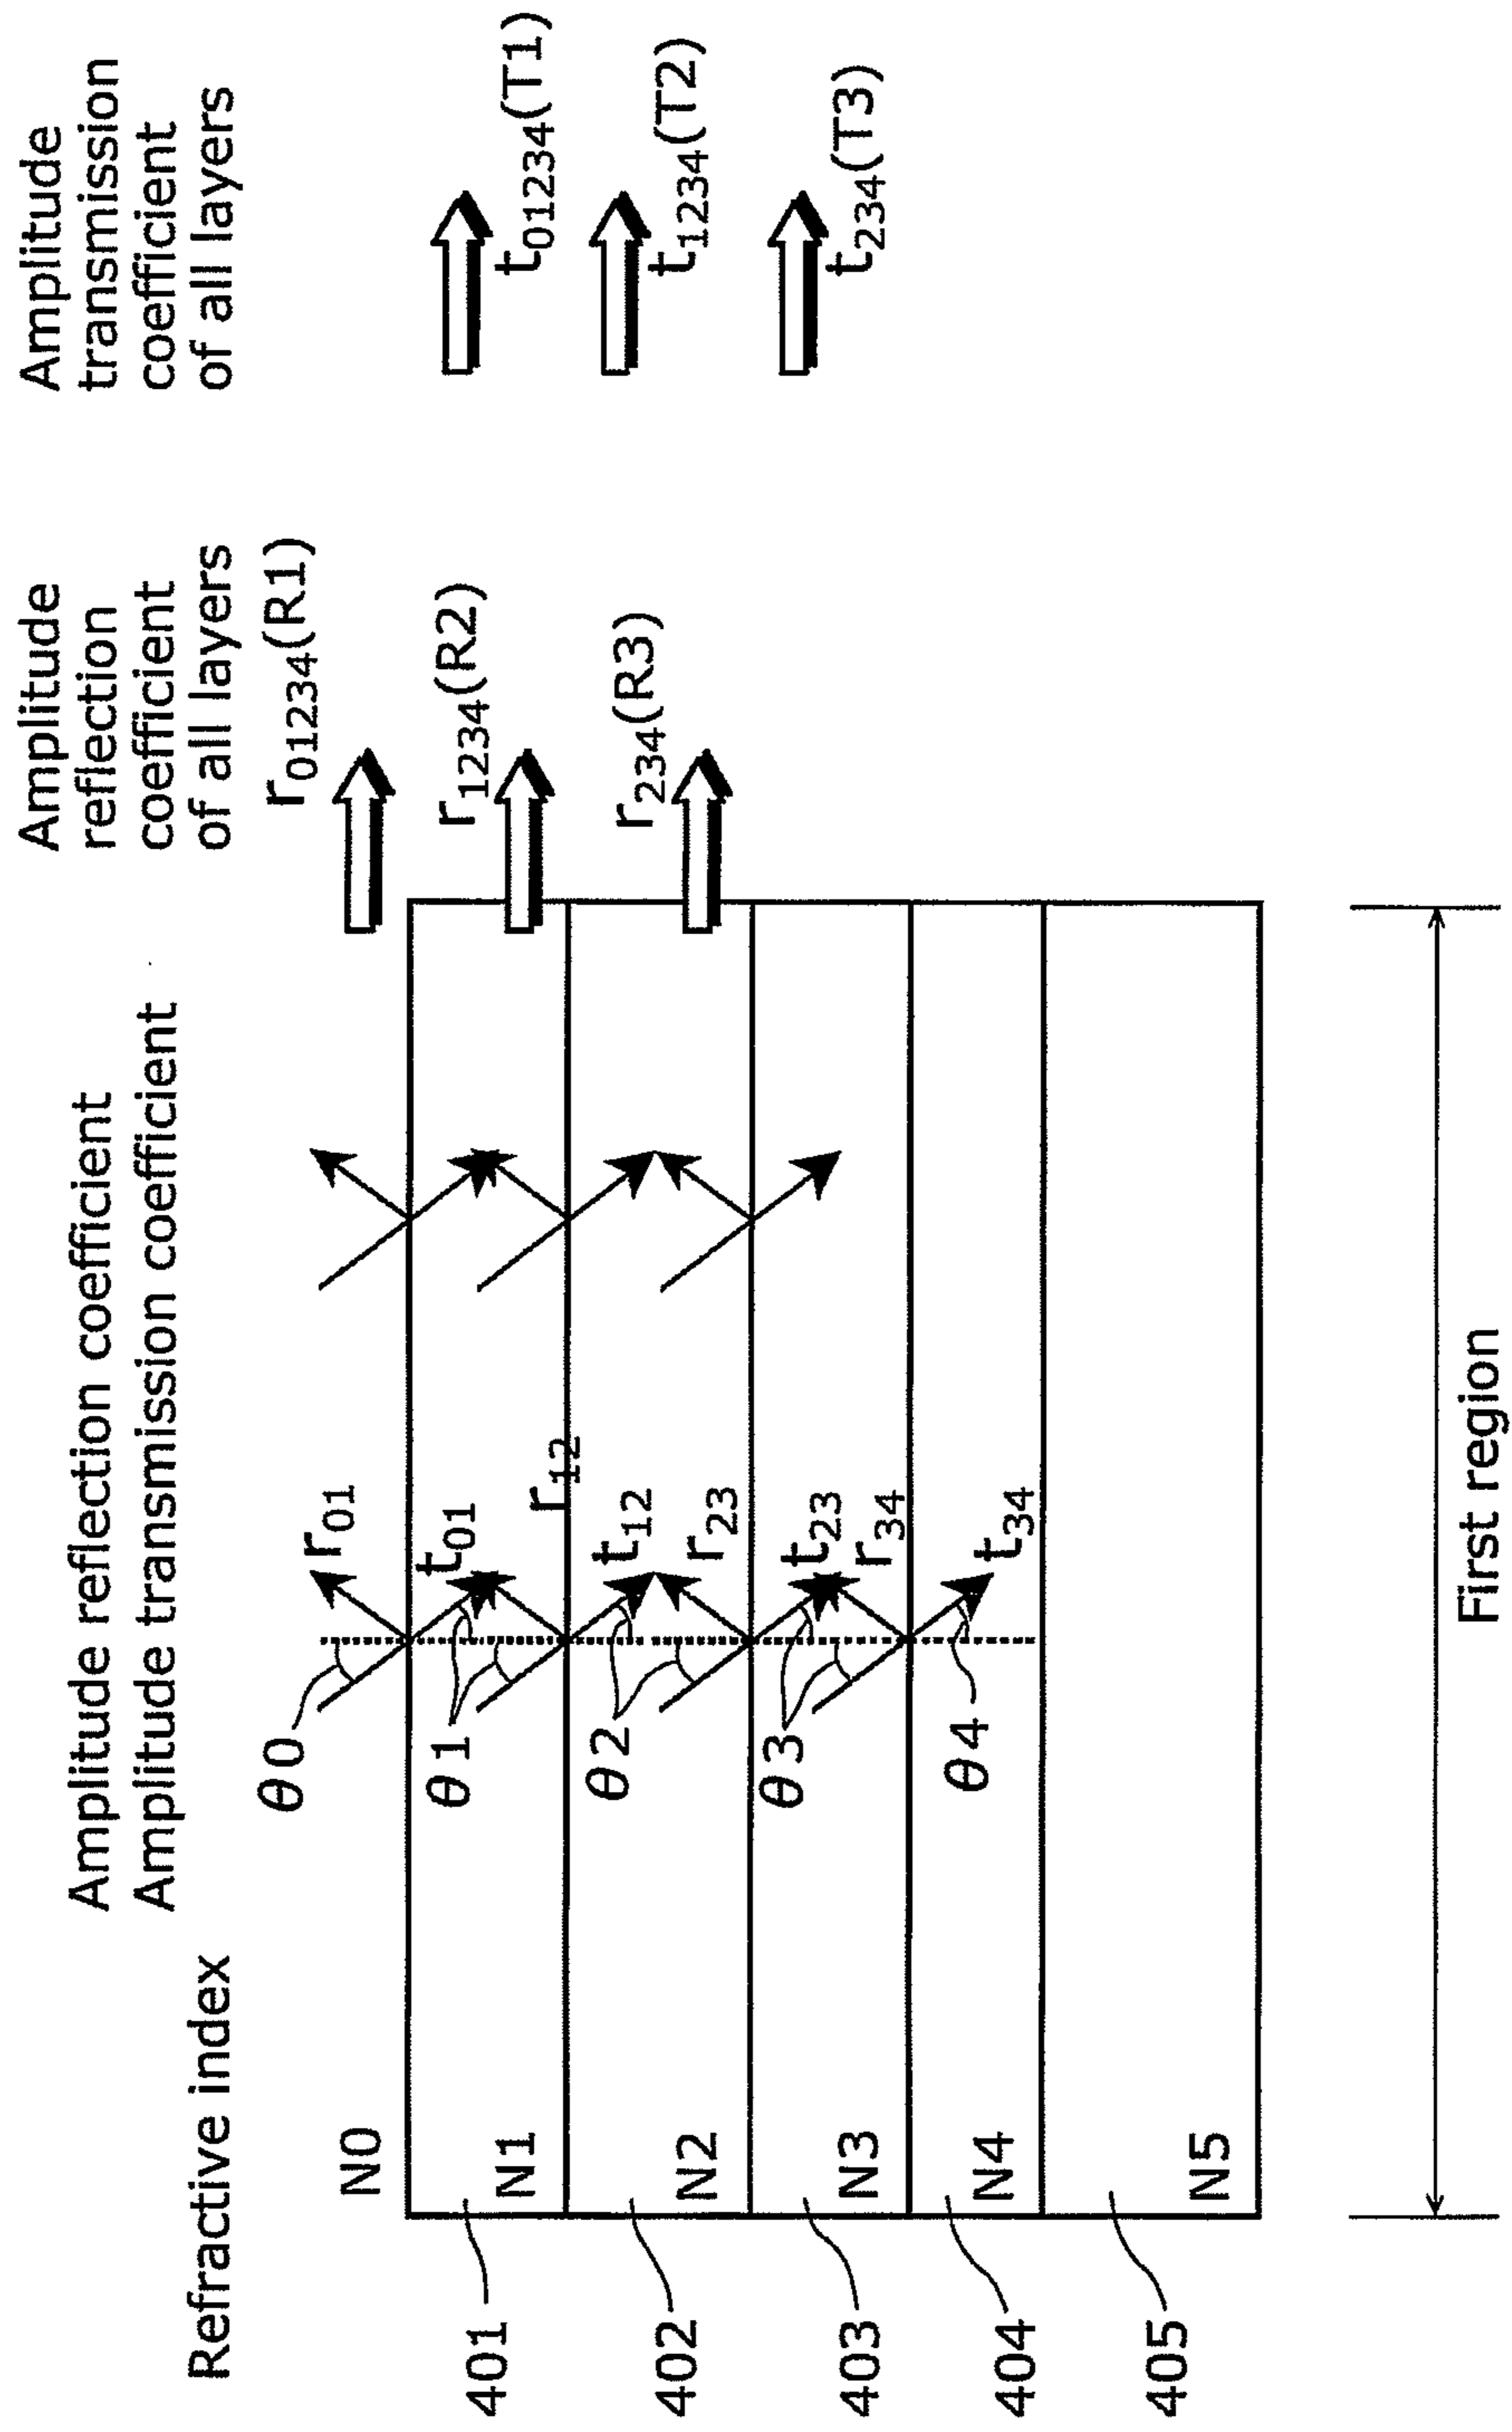 Amplitude reflection coefficient
Amplitude transmission coefficient
Amplitude
reflection
coefficient
of all layers
Amplitude
transmission
coefficient
of all layers
Refractive index
N0
θ0
r01
r01234(R1)
401
N1
θ1
t01
r12
r1234(R2)
t01234(T1)
402
N2
θ2
t12
r23
r234(R3)
t1234(T2)
403
N3
θ3
t23
r34
t234(T3)
404
N4
θ4
t34
405
N5
First region